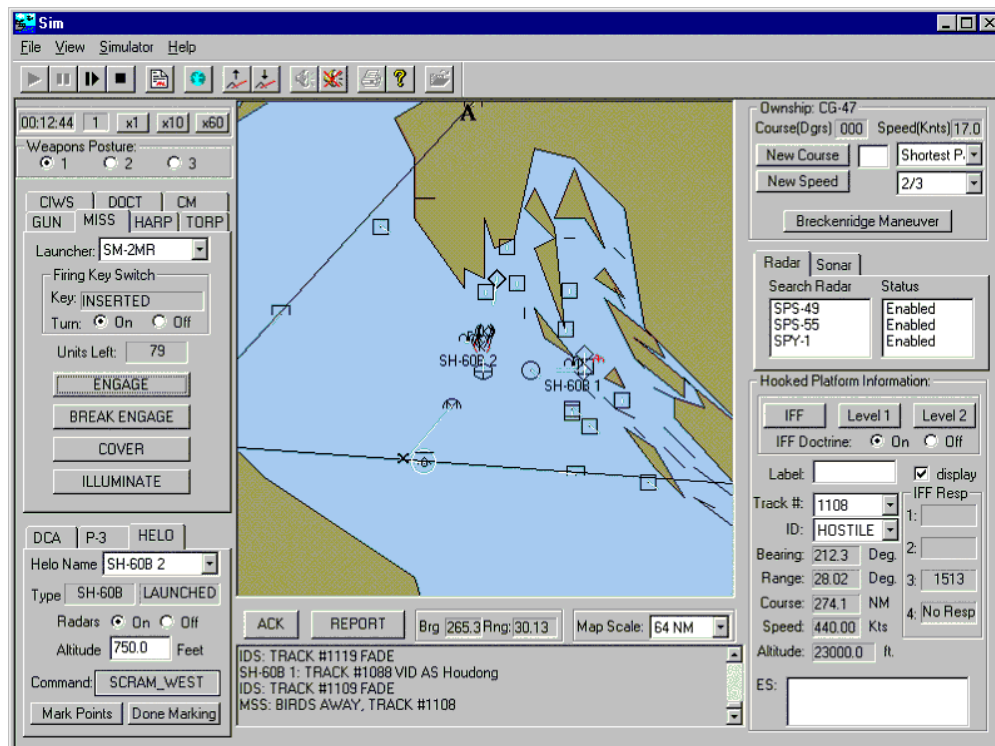 Sim
File View Simulator Help
00:12:44 1 x1 x10 x60
Weapons Posture:
1 2 3
CIWS DOCT CM
GUN MISS HARP TORP
Launcher: SM-2MR
Firing Key Switch
Key: INSERTED
Turn: On Off
Units Left: 79
ENGAGE
BREAK ENGAGE
COVER
ILLUMINATE
DCA P-3 HELO
Helo Name SH-60B 2
Type SH-60B LAUNCHED
Radars On Off
Altitude 750.0 Feet
Command: SCRAM_WEST
Mark Points Done Marking
A
SH-60B 2
SH-60B 1
ACK REPORT Brg 265.3 Rng: 30.13 Map Scale: 64 NM
IDS: TRACK #1119 FADE
SH-60B 1: TRACK #1088 VID AS Houdong
IDS: TRACK #1109 FADE
MSS: BIRDS AWAY, TRACK #1108
Ownship: CG-47
Course(Dgrs) 000 Speed(Knts) 17.0
New Course Shortest P
New Speed 2/3
Breckenridge Maneuver
Radar Sonar
Search Radar Status
SPS-49 Enabled
SPS-55 Enabled
SPY-1 Enabled
Hooked Platform Information:
IFF Level 1 Level 2
IFF Doctrine: On Off
Label: display
Track #: 1108 IFF Resp
1:
ID: HOSTILE
Bearing: 212.3 Deg. 2:
Range: 28.02 Deg. 3: 1513
Course: 274.1 NM 4: No Resp
Speed: 440.00 Kts
Altitude: 23000.0 ft.
ES: